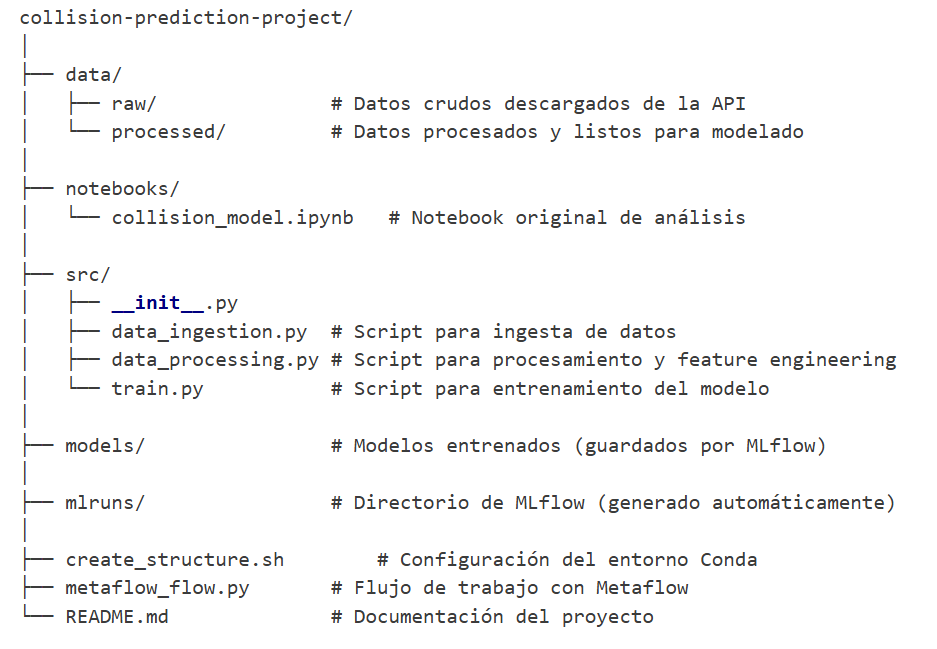 collision-prediction-project/
│
├── data/
│   ├── raw/               # Datos crudos descargados de la API
│   └── processed/         # Datos procesados y listos para modelado
│
├── notebooks/
│   └── collision_model.ipynb   # Notebook original de análisis
│
├── src/
│   ├── __init__.py
│   ├── data_ingestion.py  # Script para ingesta de datos
│   ├── data_processing.py # Script para procesamiento y feature engineering
│   └── train.py           # Script para entrenamiento del modelo
│
├── models/                # Modelos entrenados (guardados por MLflow)
│
├── mlruns/                # Directorio de MLflow (generado automáticamente)
│
├── create_structure.sh        # Configuración del entorno Conda
├── metaflow_flow.py       # Flujo de trabajo con Metaflow
└── README.md              # Documentación del proyecto